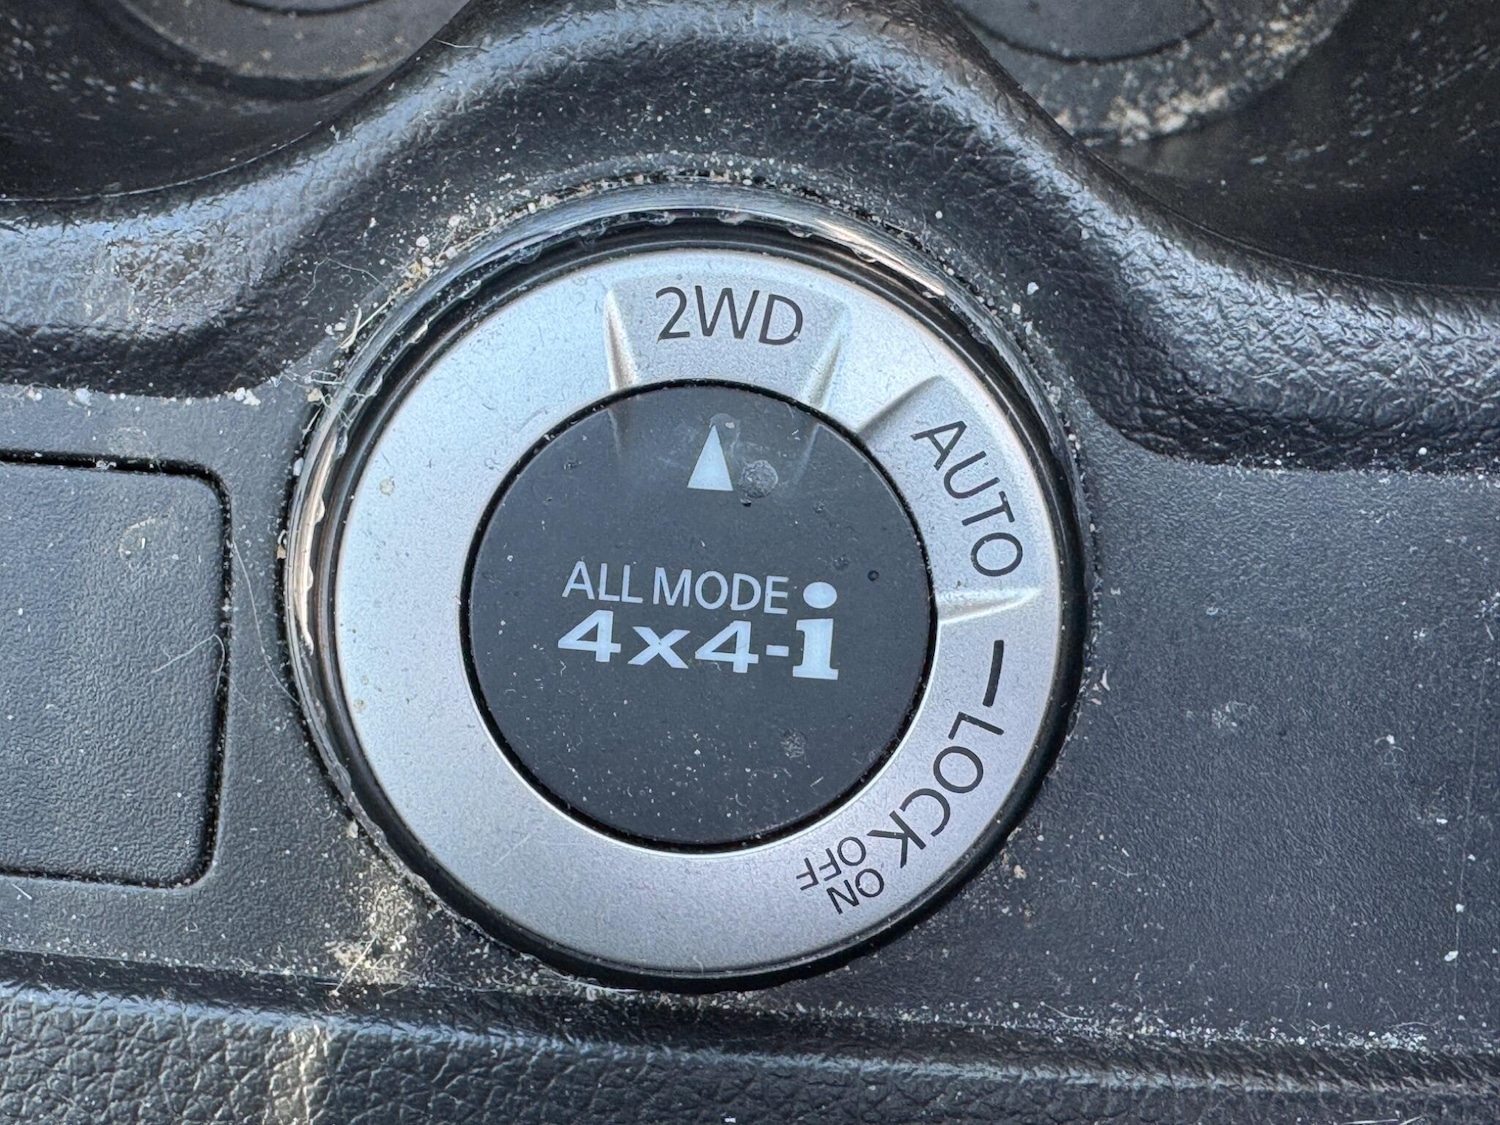 2WD
AUTO
LOCK
ON
OFF
ALL MODE
4x4-i